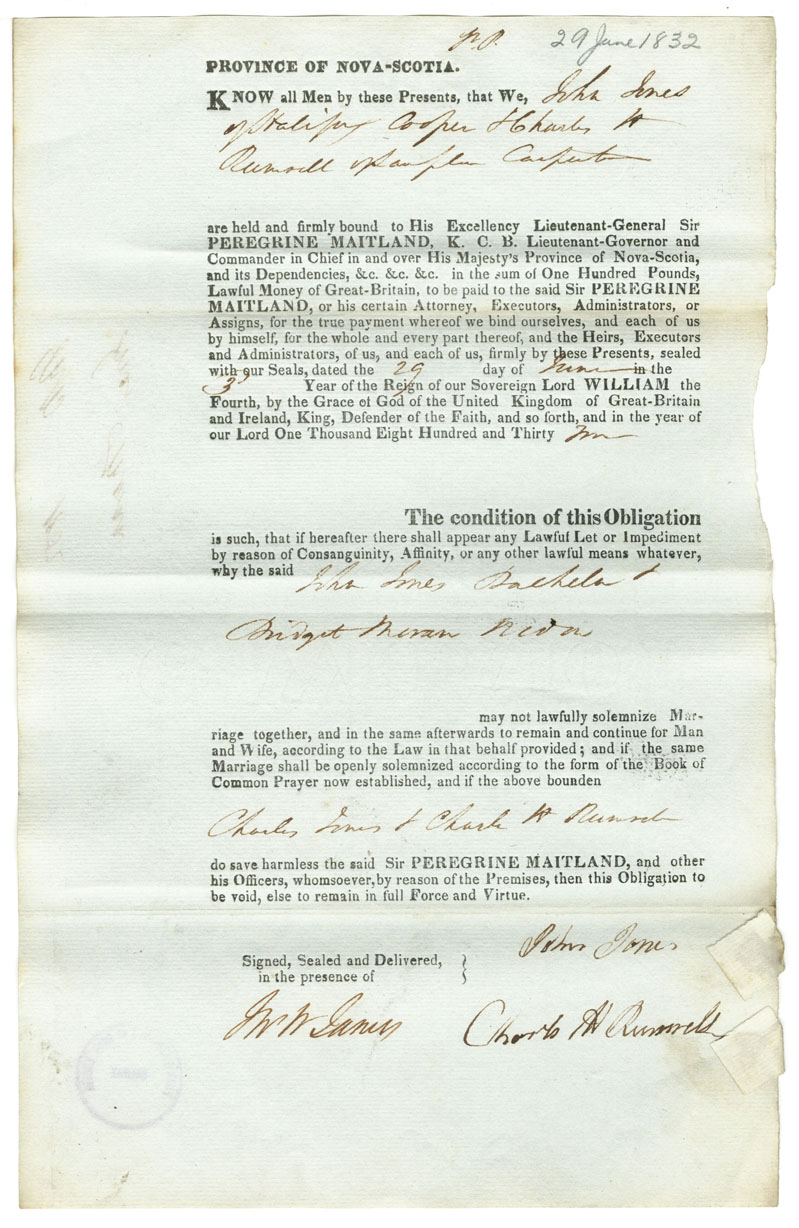 29 June 1832
PROVINCE OF NOVA-SCOTIA.
KNOW all Men by these Presents, that We, John Jones
of Halifax Cooper & Charles H
Rumsell of Carpenter
are held and firmly bound to His Excellency Lieutenant-General Sir
PEREGRINE MAITLAND, K. C. B. Lieutenant-Governor and
Commander in Chief in and over His Majesty's Province of Nova-Scotia,
and its Dependencies, &c. &c. &c. in the sum of One Hundred Pounds,
Lawful Money of Great-Britain, to be paid to the said Sir PEREGRINE
MAITLAND, or his certain Attorney, Executors, Administrators, or
Assigns, for the true payment whereof we bind ourselves, and each of us
by himself, for the whole and every part thereof, and the Heirs, Executors
and Administrators, of us, and each of us, firmly by these Presents, sealed
with our Seals, dated the 29 day of June in the
3d Year of the Reign of our Sovereign Lord WILLIAM the
Fourth, by the Grace of God of the United Kingdom of Great-Britain
and Ireland, King, Defender of the Faith, and so forth, and in the year of
our Lord One Thousand Eight Hundred and Thirty Two
The condition of this Obligation
is such, that if hereafter there shall appear any Lawful Let or Impediment
by reason of Consanguinity, Affinity, or any other lawful means whatever,
why the said John Jones Bachelor &
Bridget Moran Widow
may not lawfully solemnize Mar-
riage together, and in the same afterwards to remain and continue for Man
and Wife, according to the Law in that behalf provided; and if the same
Marriage shall be openly solemnized according to the form of the Book of
Common Prayer now established, and if the above bounden
Charles Jones & Charles H Rumsell
do save harmless the said Sir PEREGRINE MAITLAND, and other
his Officers, whomsoever, by reason of the Premises, then this Obligation to
be void, else to remain in full Force and Virtue.
John Jones
Signed, Sealed and Delivered,
in the presence of
Charles H Rumsell